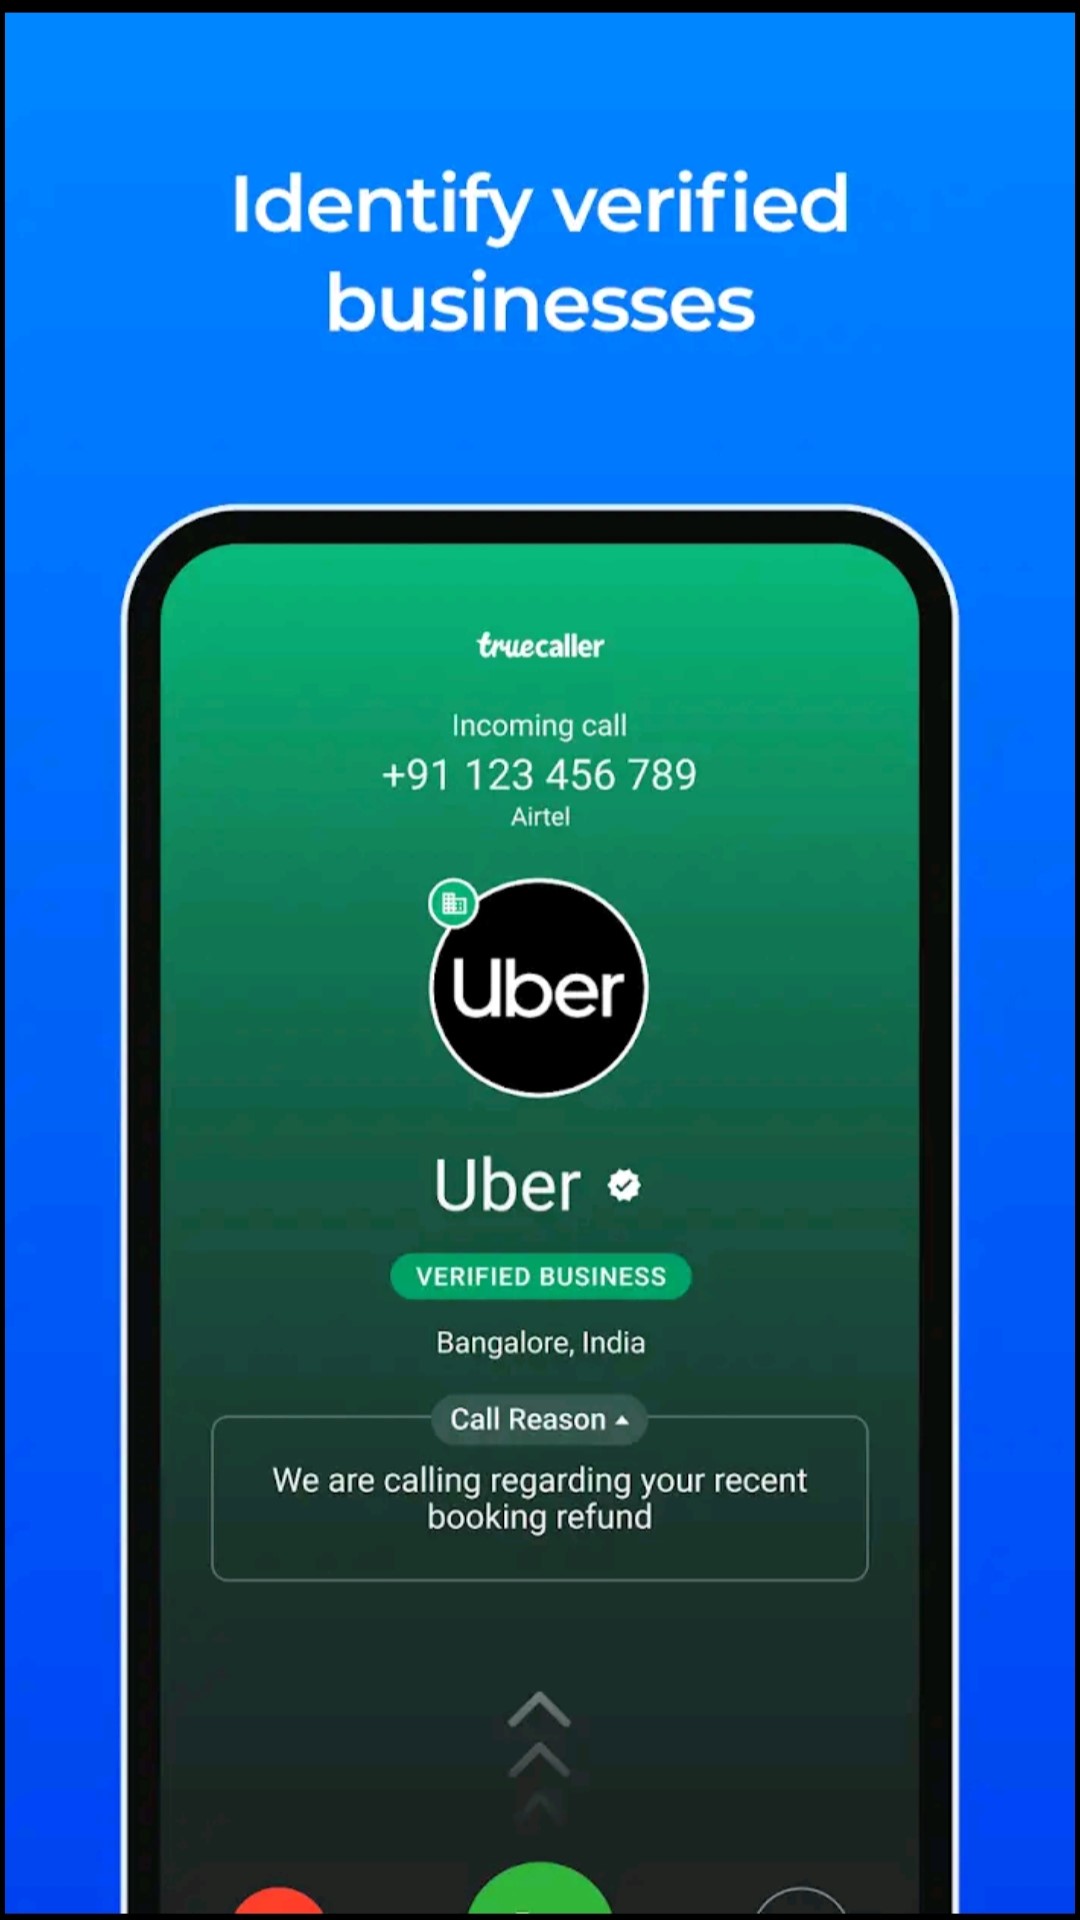 Identify verified
businesses
truecaller
Incoming call
+91 123 456 789
Airtel
Uber
Uber
VERIFIED BUSINESS
Bangalore, India
Call Reason
We are calling regarding your recent
booking refund